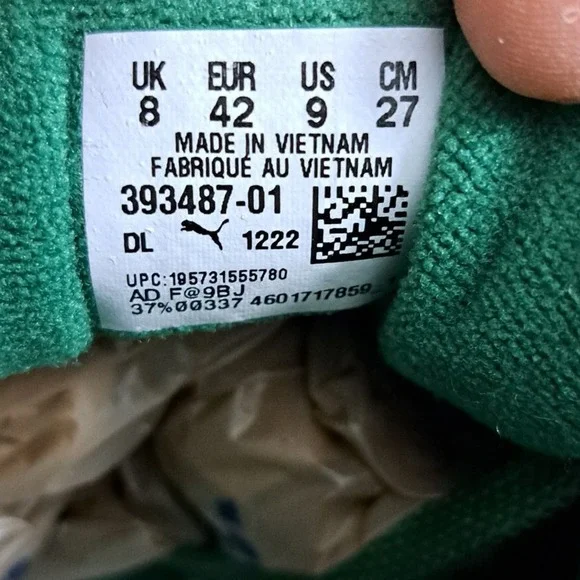 UK EUR US CM
8 42 9 27
MADE IN VIETNAM
FABRIQUÉ AU VIETNAM
393487-01
DL 1222
UPC:195731555780
AD F@9BJ
37%00337 4601717859